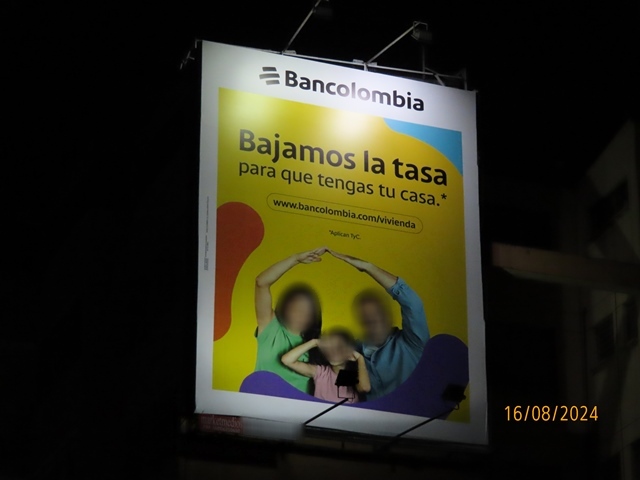 Bancolombia
Bajamos la tasa
para que tengas tu casa.*
www.bancolombia.com/vivienda
*Aplican TyC.
16/08/2024